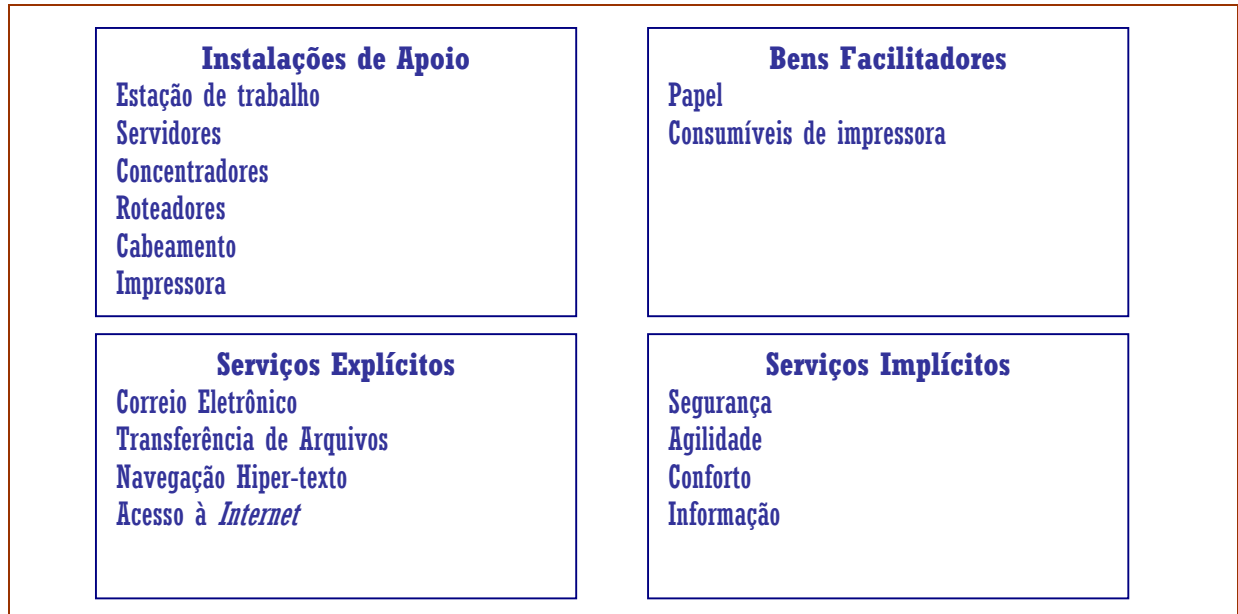 Instalações de Apoio
Estação de trabalho
Servidores
Concentradores
Roteadores
Cabeamento
Impressora
Bens Facilitadores
Papel
Consumíveis de impressora
Serviços Explícitos
Correio Eletrônico
Transferência de Arquivos
Navegação Hiper-texto
Acesso à Internet
Serviços Implícitos
Segurança
Agilidade
Conforto
Informação